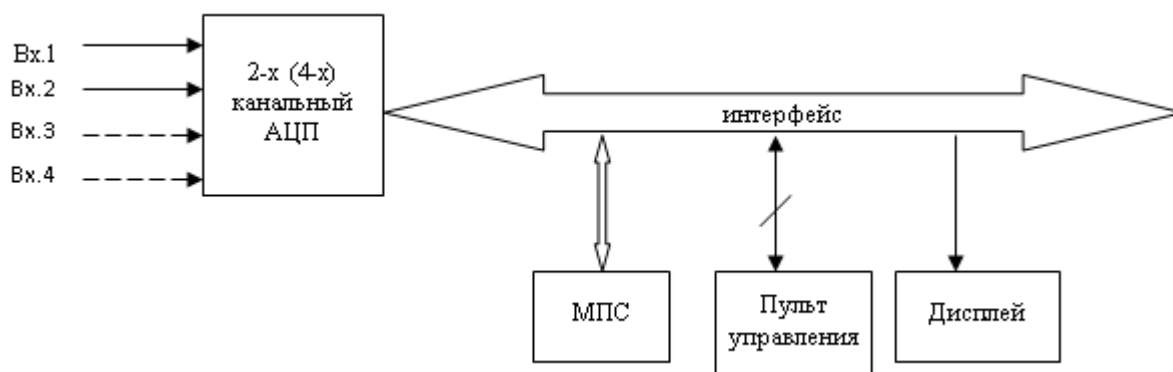 Вх.1
Вх.2
Вх.3
Вх.4
2-х (4-х)
канальный
АЦП
интерфейс
МПС
Пульт
управления
Дисплей